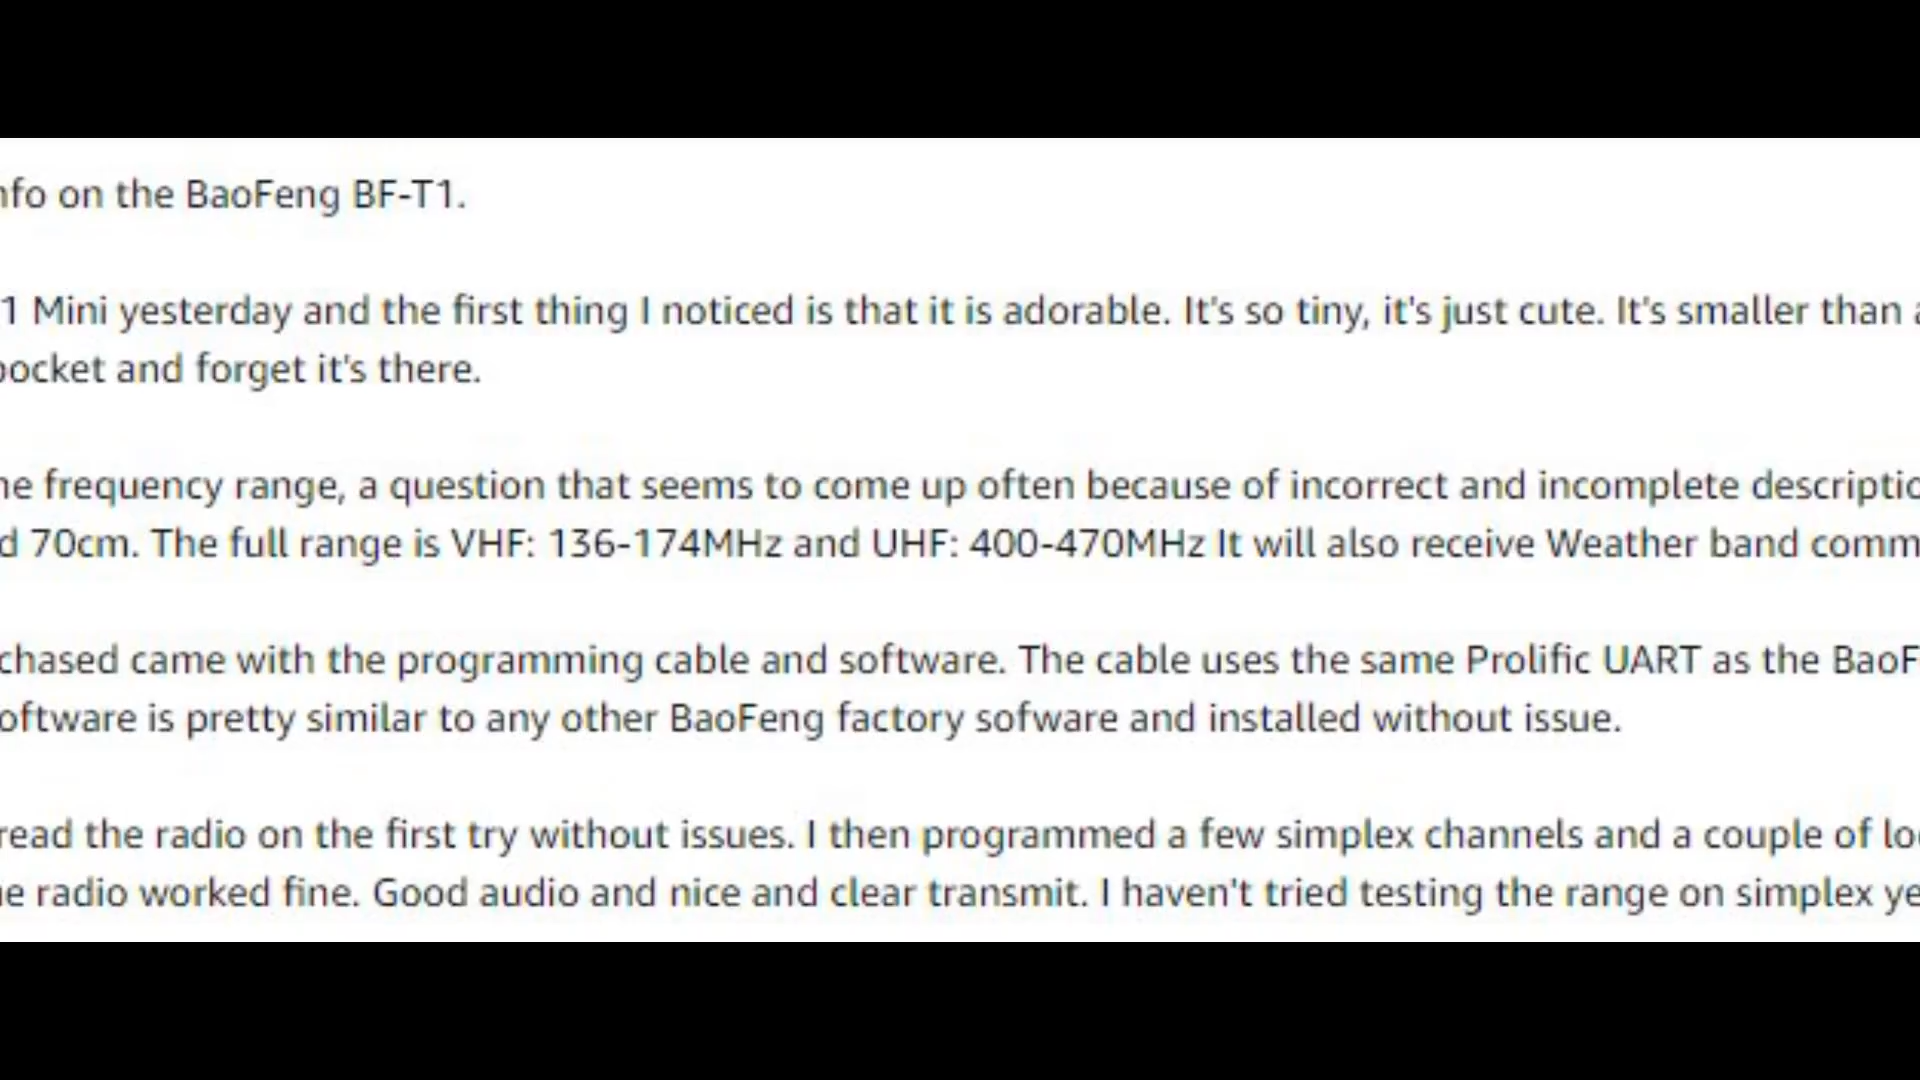 nfo on the BaoFeng BF-T1.
1 Mini yesterday and the first thing I noticed is that it is adorable. It's so tiny, it's just cute. It's smaller than a
pocket and forget it's there.
he frequency range, a question that seems to come up often because of incorrect and incomplete descriptio
d 70cm. The full range is VHF: 136-174MHz and UHF: 400-470MHz It will also receive Weather band comm
chased came with the programming cable and software. The cable uses the same Prolific UART as the BaoF
oftware is pretty similar to any other BaoFeng factory sofware and installed without issue.
read the radio on the first try without issues. I then programmed a few simplex channels and a couple of loc
he radio worked fine. Good audio and nice and clear transmit. I haven't tried testing the range on simplex ye